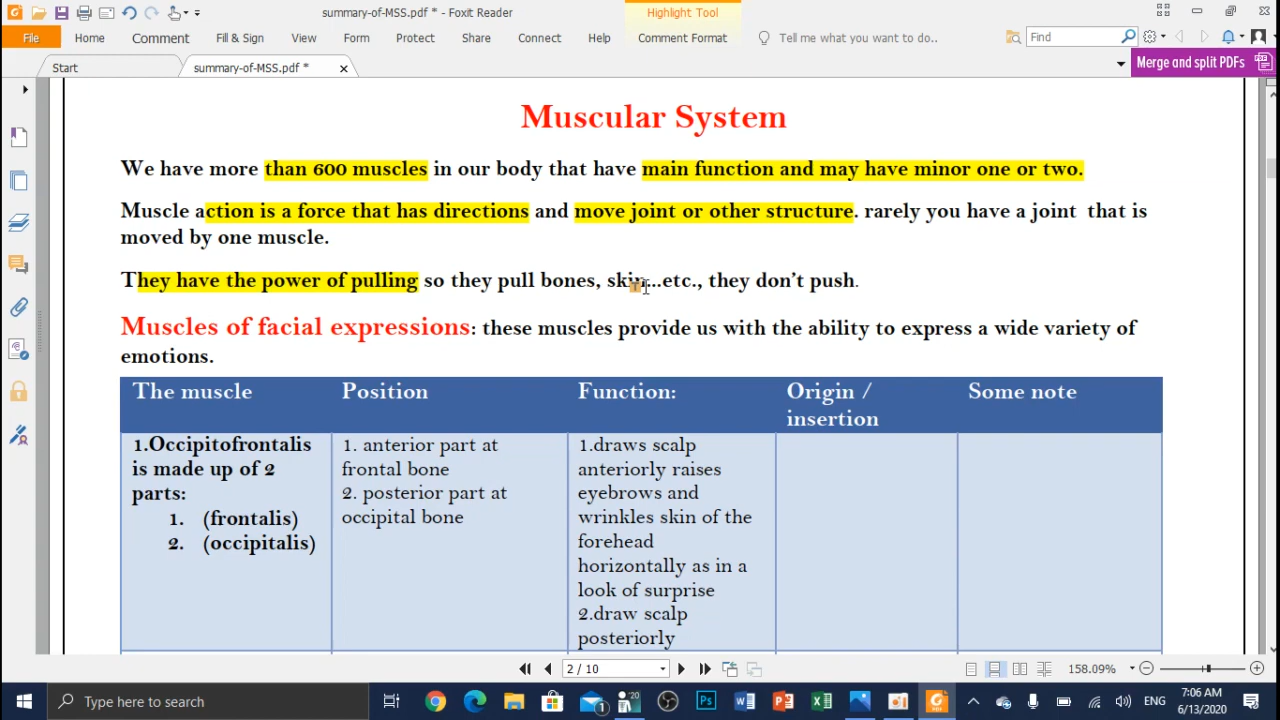 summary-of-MSS.pdf * - Foxit Reader
Highlight Tool
File Home Comment Fill & Sign View Form Protect Share Connect Help Comment Format Tell me what you want to do.. Find
Start summary-of-MSS.pdf * Merge and split PDFs
Muscular System
We have more than 600 muscles in our body that have main function and may have minor one or two.
Muscle action is a force that has directions and move joint or other structure. rarely you have a joint that is
moved by one muscle.
They have the power of pulling so they pull bones, skin...etc., they don't push.
Muscles of facial expressions: these muscles provide us with the ability to express a wide variety of
emotions.
The muscle
Position
Function:
Origin /
insertion
Some note
1.Occipitofrontalis
is made up of 2
parts:
1. (frontalis)
2. (occipitalis)
1. anterior part at
frontal bone
2. posterior part at
occipital bone
1.draws scalp
anteriorly raises
eyebrows and
wrinkles skin of the
forehead
horizontally as in a
look of surprise
2.draw scalp
posteriorly
2 / 10
158.09%
Type here to search
ENG
7:06 AM
6/13/2020